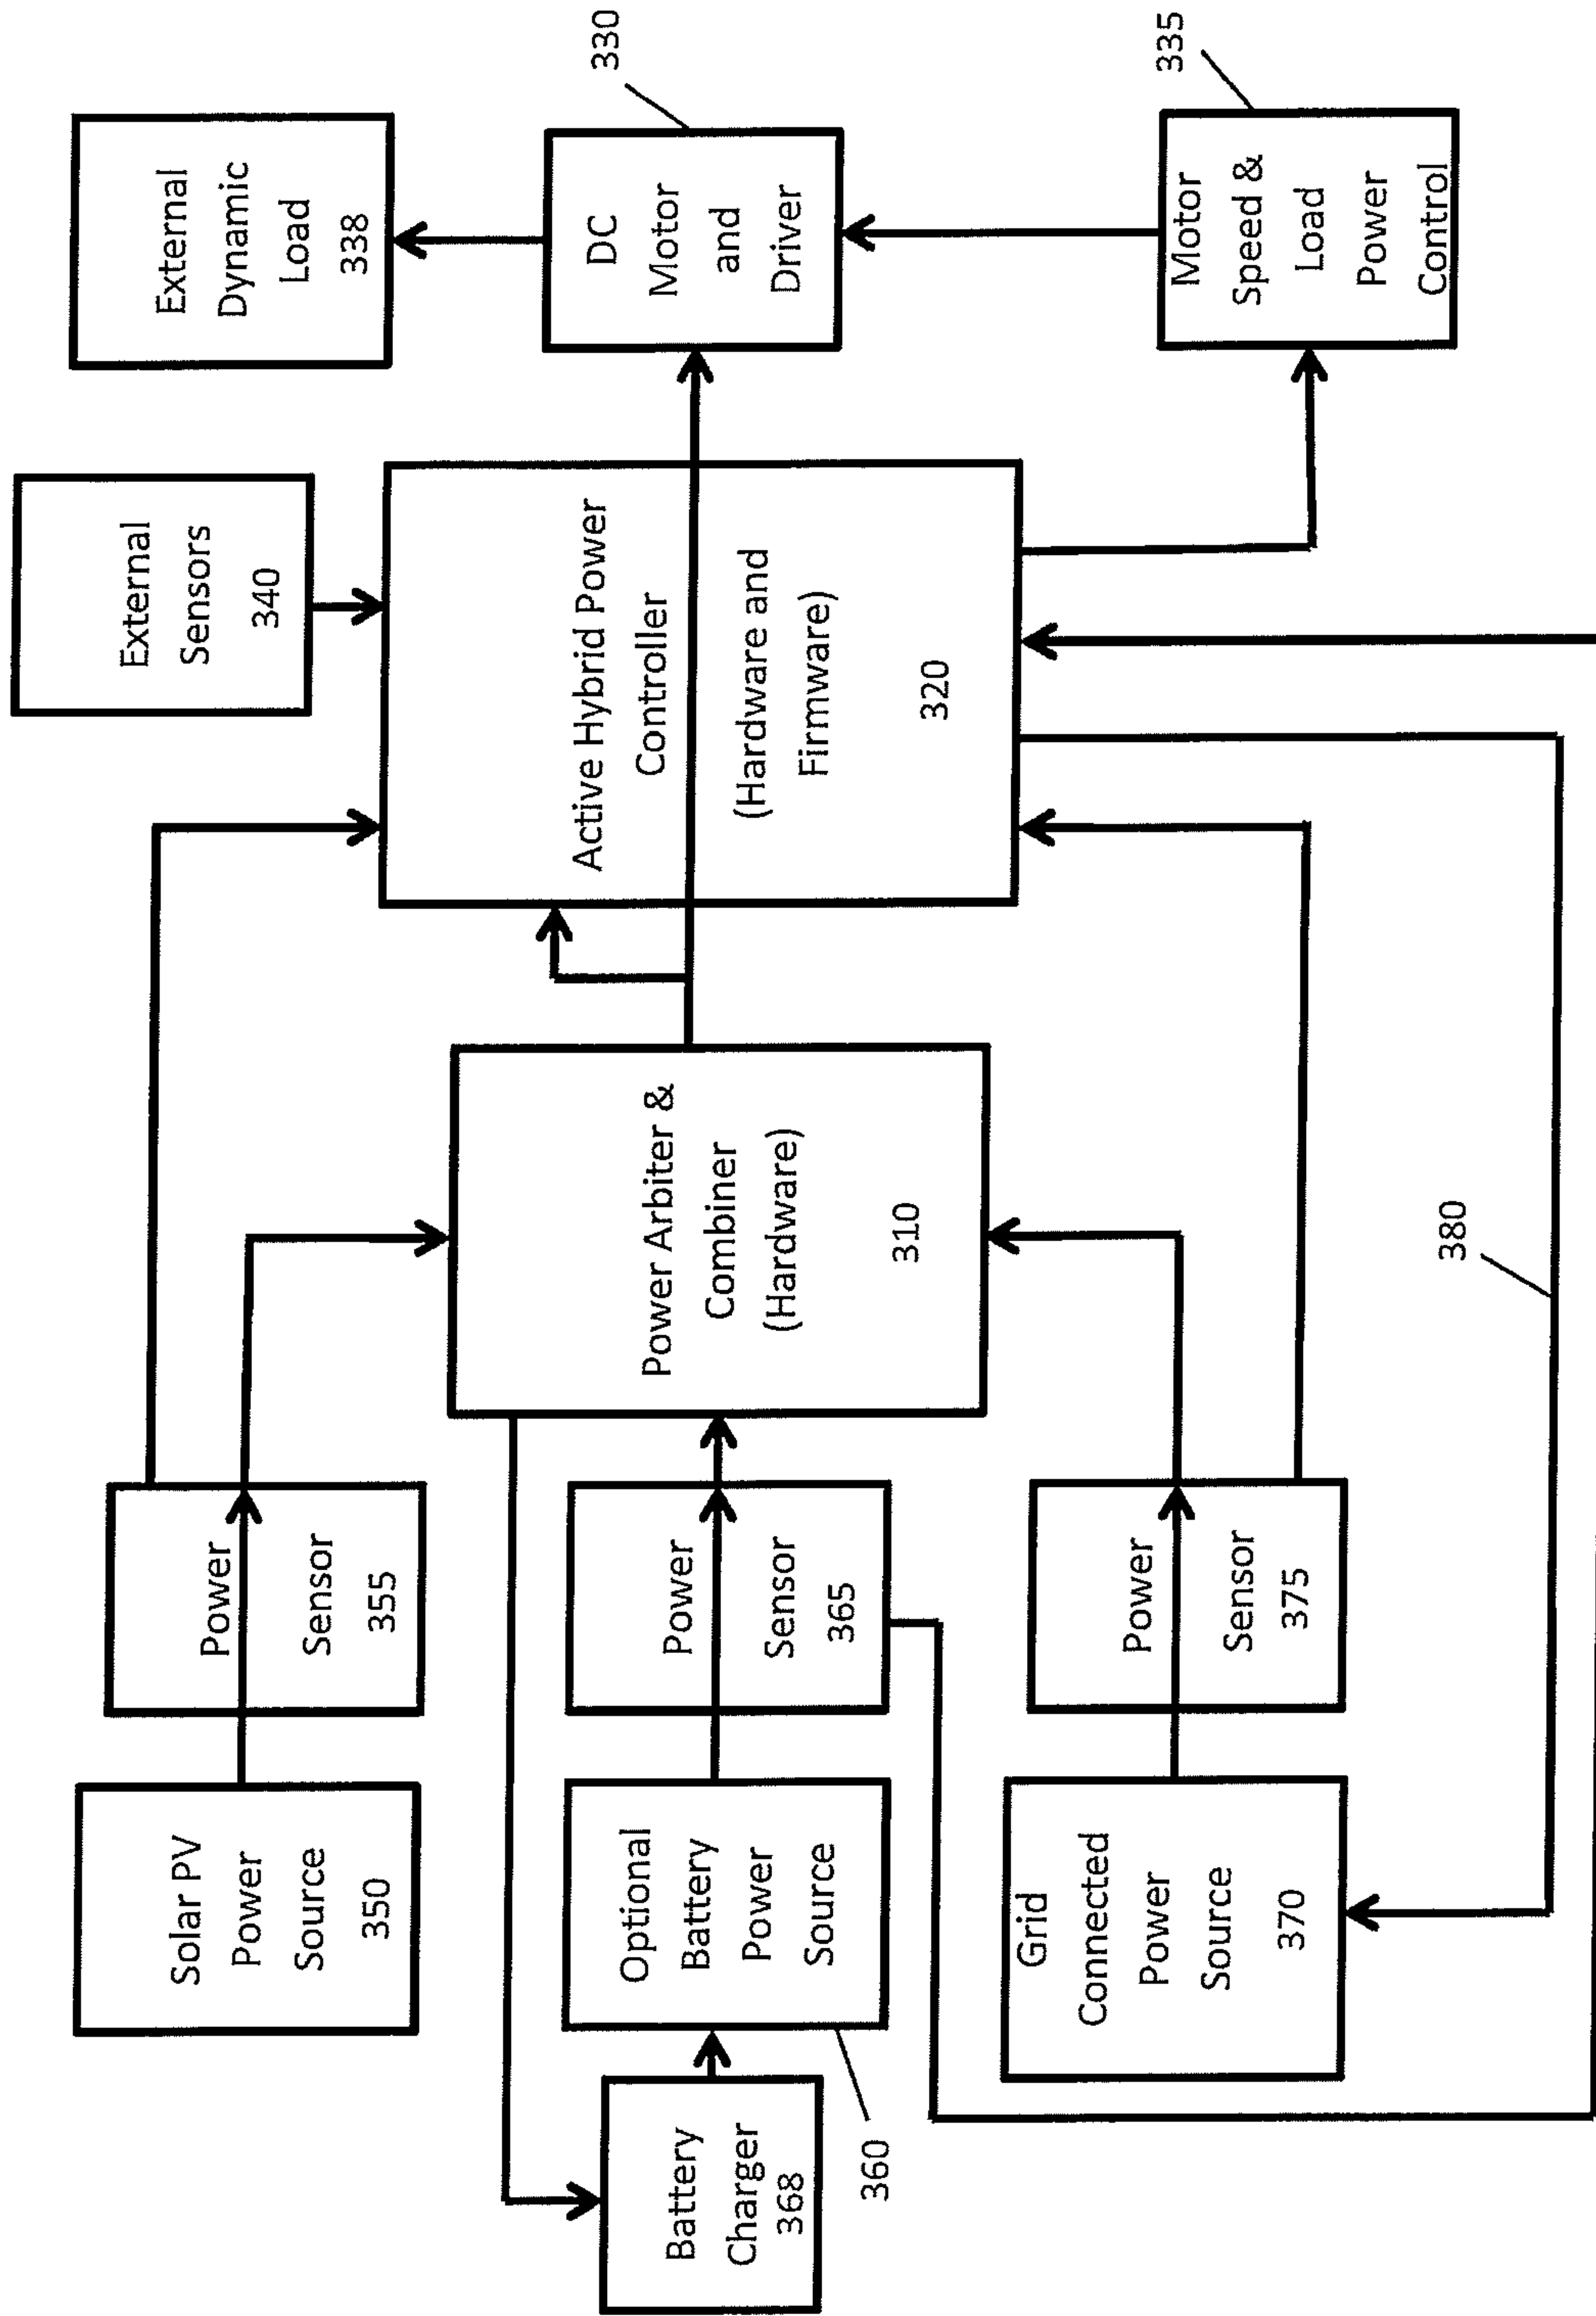 Solar PV
Power
Source
350
Power
Sensor
355
External
Sensors
340
External
Dynamic
Load
338
Battery
Charger
368
360
Optional
Battery
Power
Source
Power
Sensor
365
Power Arbiter &
Combiner
(Hardware)
310
Active Hybrid Power
Controller
(Hardware and
Firmware)
320
DC
Motor
and
Driver
330
Grid
Connected
Power
Source
370
Power
Sensor
375
380
Motor
Speed &
Load
Power
Control
335